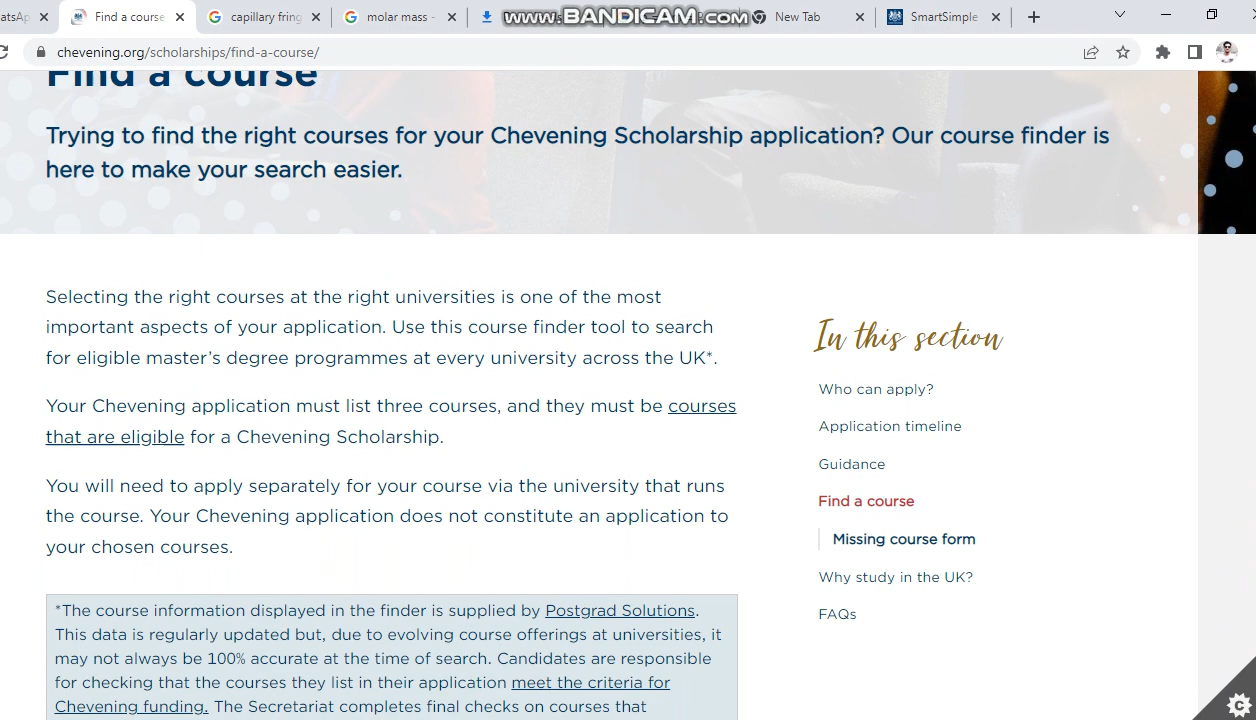 atsAp
Find a course
capillary fring
molar mass -
www.BANDICAM.com
New Tab
SmartSimple
chevening.org/scholarships/find-a-course/
Find a course
Trying to find the right courses for your Chevening Scholarship application? Our course finder is
here to make your search easier.
Selecting the right courses at the right universities is one of the most
important aspects of your application. Use this course finder tool to search
for eligible master's degree programmes at every university across the UK*.
Your Chevening application must list three courses, and they must be courses
that are eligible for a Chevening Scholarship.
You will need to apply separately for your course via the university that runs
the course. Your Chevening application does not constitute an application to
your chosen courses.
*The course information displayed in the finder is supplied by Postgrad Solutions.
This data is regularly updated but, due to evolving course offerings at universities, it
may not always be 100% accurate at the time of search. Candidates are responsible
for checking that the courses they list in their application meet the criteria for
Chevening funding. The Secretariat completes final checks on courses that
In this section
Who can apply?
Application timeline
Guidance
Find a course
Missing course form
Why study in the UK?
FAQs